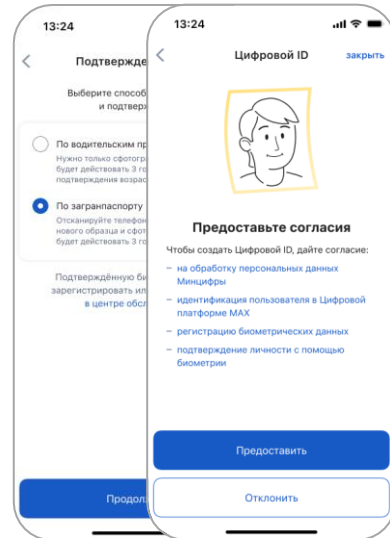 13:24
Подтвержде
Выберите способ
и подтверж
По водительским пр
Нужно только сфотогр
будет действовать 3 го
подтверждения возрас
По загранпаспорту
Отсканируйте телефон
нового образца и сфот
будет действовать 3 го
Подтверждённую би
зарегистрировать ил
в центре обсл
Продол
13:24
Цифровой ID
закрыть
Предоставьте согласия
Чтобы создать Цифровой ID, дайте согласие:
– на обработку персональных данных
Минцифры
– идентификация пользователя в Цифровой
платформе MAX
– регистрацию биометрических данных
– подтверждение личности с помощью
биометрии
Предоставить
Отклонить